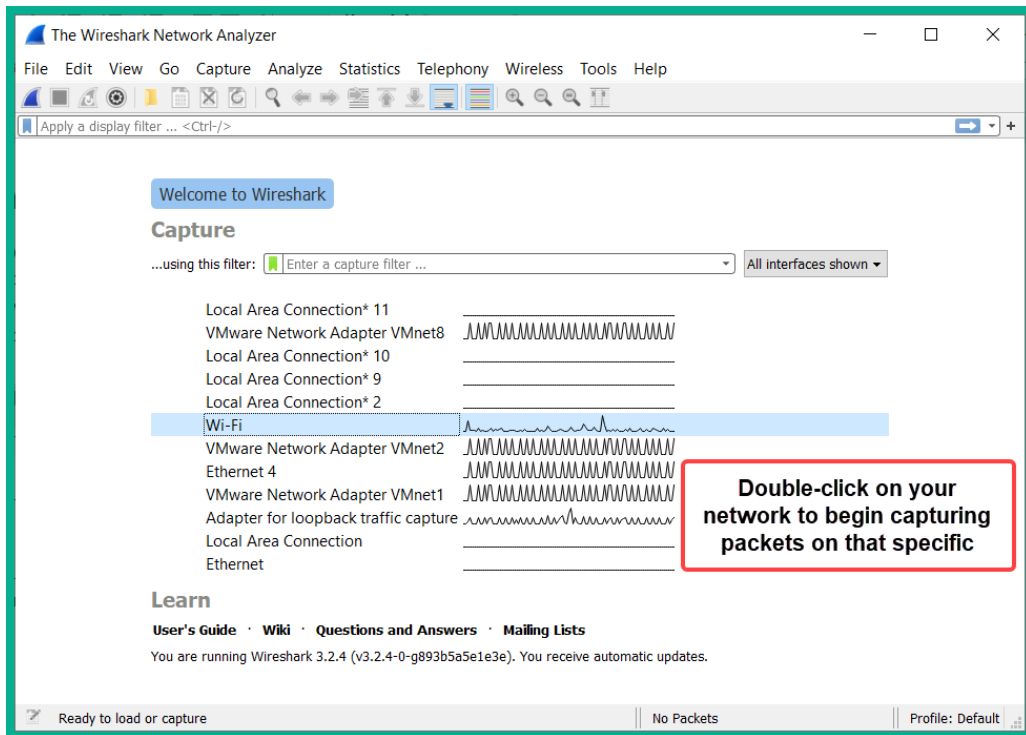 The Wireshark Network Analyzer
File Edit View Go Capture Analyze Statistics Telephony Wireless Tools Help
Apply a display filter ... <Ctrl-/>
+
Welcome to Wireshark
Capture
...using this filter: Enter a capture filter ... All interfaces shown
Local Area Connection* 11
VMware Network Adapter VMnet8
Local Area Connection* 10
Local Area Connection* 9
Local Area Connection* 2
Wi-Fi
VMware Network Adapter VMnet2
Ethernet 4
VMware Network Adapter VMnet1
Adapter for loopback traffic capture
Local Area Connection
Ethernet
Double-click on your
network to begin capturing
packets on that specific
Learn
User's Guide · Wiki · Questions and Answers · Mailing Lists
You are running Wireshark 3.2.4 (v3.2.4-0-g893b5a5e1e3e). You receive automatic updates.
Ready to load or capture No Packets Profile: Default